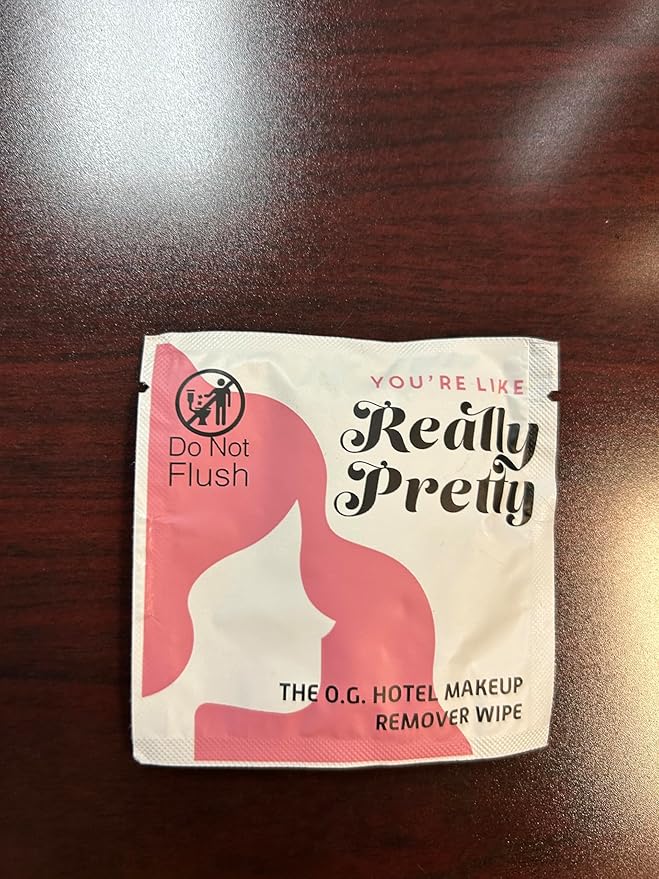 Do Not
Flush
YOU'RE LIKE
Really
Pretty
THE O.G. HOTEL MAKEUP
REMOVER WIPE